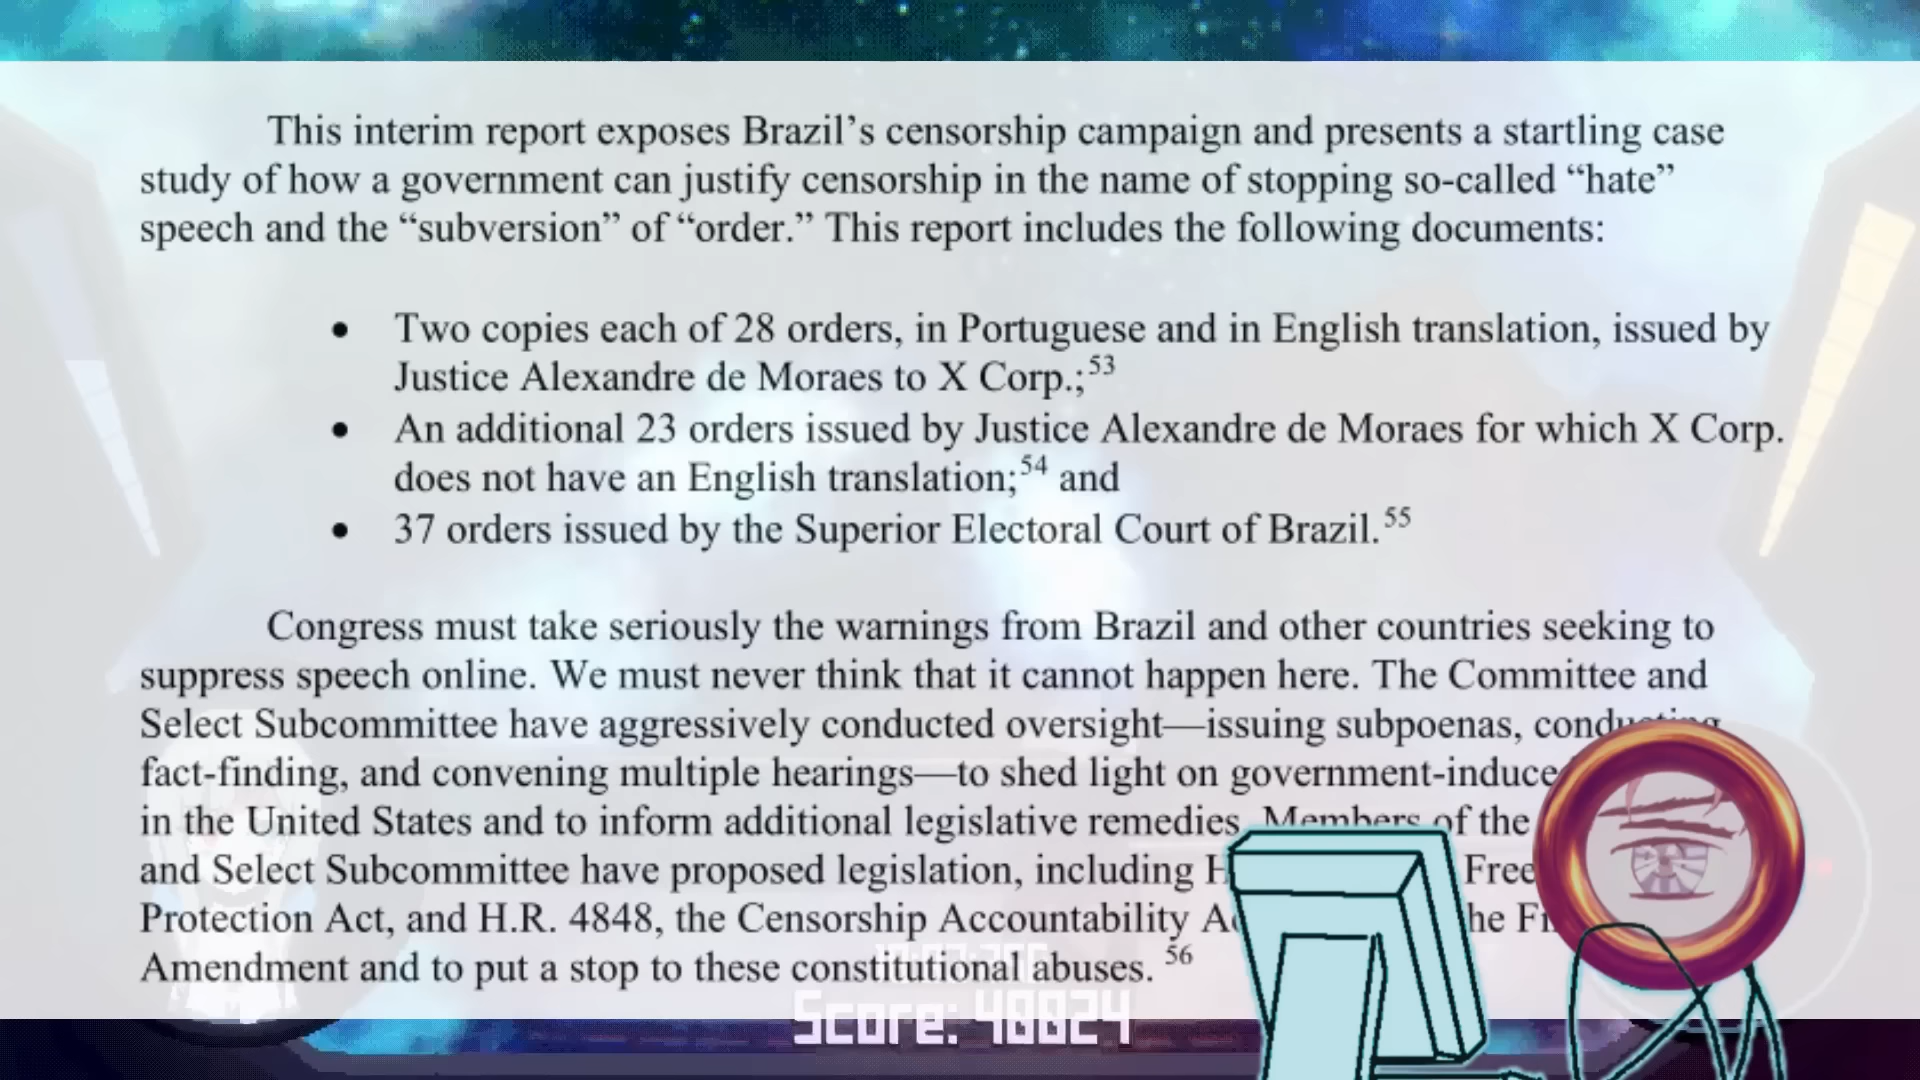 This interim report exposes Brazil’s censorship campaign and presents a startling case
study of how a government can justify censorship in the name of stopping so-called “hate”
speech and the “subversion” of “order.” This report includes the following documents:
• Two copies each of 28 orders, in Portuguese and in English translation, issued by
Justice Alexandre de Moraes to X Corp.;53
• An additional 23 orders issued by Justice Alexandre de Moraes for which X Corp.
does not have an English translation;54 and
• 37 orders issued by the Superior Electoral Court of Brazil.55
Congress must take seriously the warnings from Brazil and other countries seeking to
suppress speech online. We must never think that it cannot happen here. The Committee and
Select Subcommittee have aggressively conducted oversight—issuing subpoenas, conducting
fact-finding, and convening multiple hearings—to shed light on government-induce
in the United States and to inform additional legislative remedies. Members of the
and Select Subcommittee have proposed legislation, including H Free
Protection Act, and H.R. 4848, the Censorship Accountability A he Fi
Amendment and to put a stop to these constitutional abuses. 56
Score: 40024